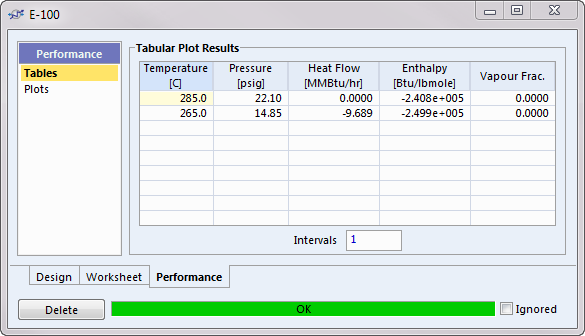 E-100
Performance
Tables
Plots
Tabular Plot Results
Temperature [C] Pressure [psig] Heat Flow [MMBtu/hr] Enthalpy [Btu/lbmole] Vapour Frac.
285.0 22.10 0.0000 -2.408e+005 0.0000
265.0 14.85 -9.689 -2.499e+005 0.0000
Intervals 1
Design Worksheet Performance
Delete OK Ignored